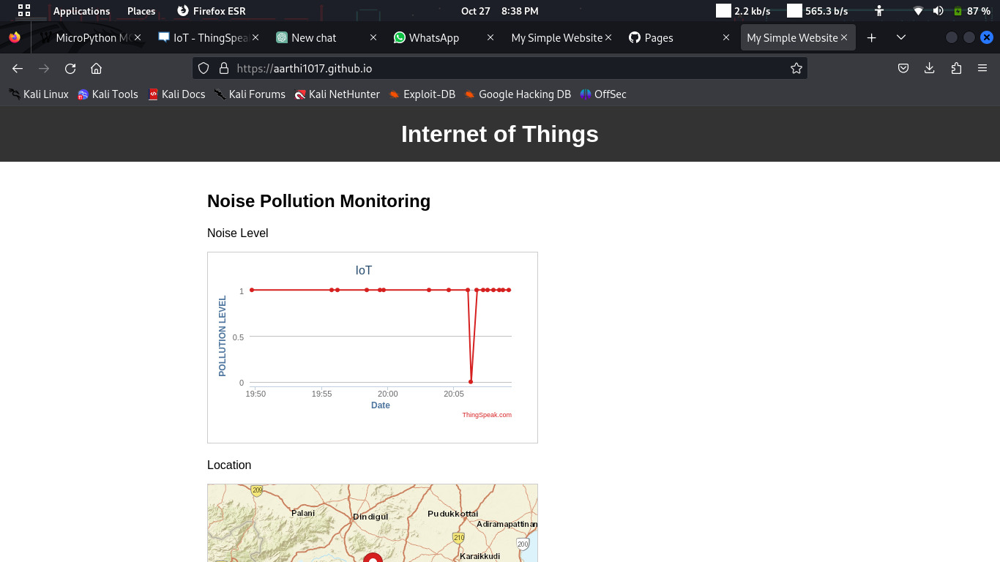 Applications Places Firefox ESR Oct 27 8:38 PM 2.2 kb/s 565.3 b/s 87 %
MicroPython MC IoT - ThingSpea New chat WhatsApp My Simple Website Pages My Simple Website
https://aarthi1017.github.io
Kali Linux Kali Tools Kali Docs Kali Forums Kali NetHunter Exploit-DB Google Hacking DB OffSec
Internet of Things
Noise Pollution Monitoring
Noise Level
IoT
POLLUTION LEVEL
1
0.5
0
19:50 19:55 20:00 20:05
Date
ThingSpeak.com
Location
209
Palani
Dindigul
Pudukkottai
Adiramapattinan
210
200
Karaikkudi